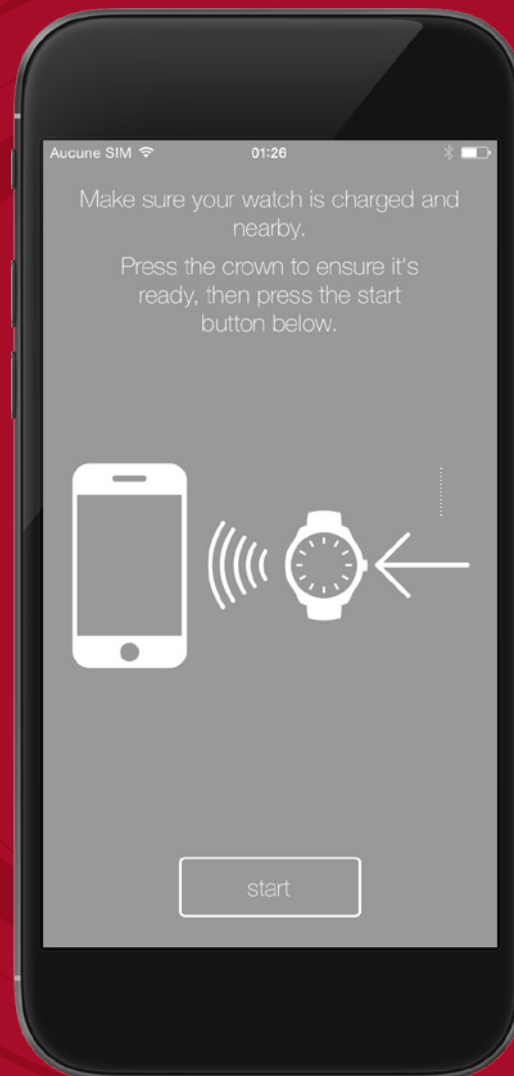 Aucune SIM 01:26
Make sure your watch is charged and
nearby.
Press the crown to ensure it's
ready, then press the start
button below.
start